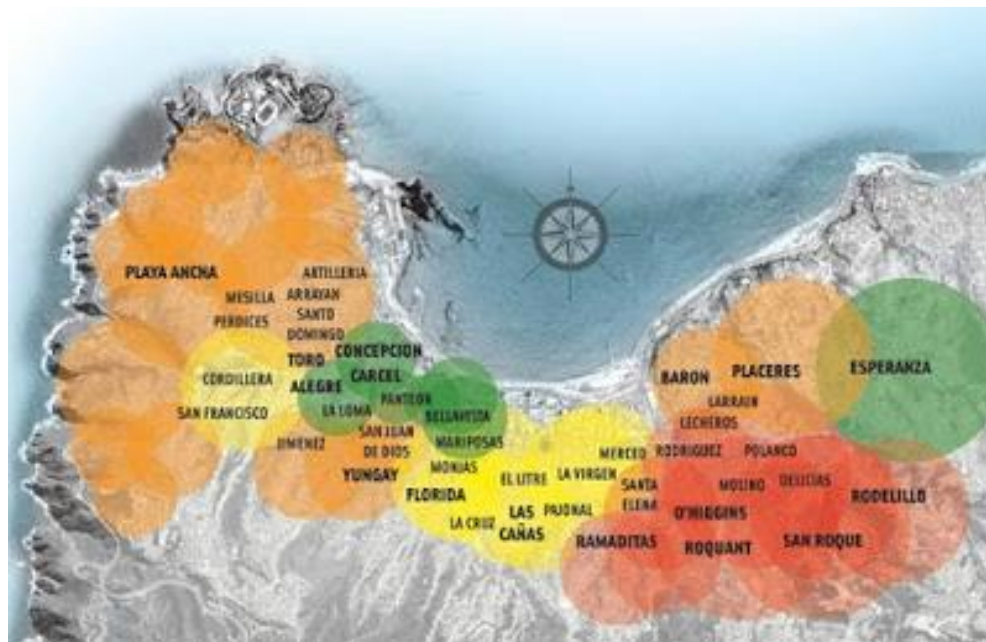 PLAYA ANCHA
ARTILLERIA
MESILLA
ARRAYAN
PERDICES
SANTO
DOMINGO
TORO
CONCEPCION
CORDILLERA
ALEGRE
CARCEL
PANTEON
SAN FRANCISCO
LA LOMA
BELLAVISTA
JIMENEZ
SAN JUAN
DE DIOS
MARIPOSAS
YUNGAY
MONJAS
FLORIDA
EL LITRE
LA VIRGEN
MERCED
LA CRUZ
LAS
CAÑAS
PAJONAL
SANTA
ELENA
BARON
PLACERES
ESPERANZA
LARRAIN
LECHEROS
RODRIGUEZ
POLANCO
MOLINO
DELICIAS
RODELILLO
O'HIGGINS
RAMADITAS
ROQUANT
SAN ROQUE